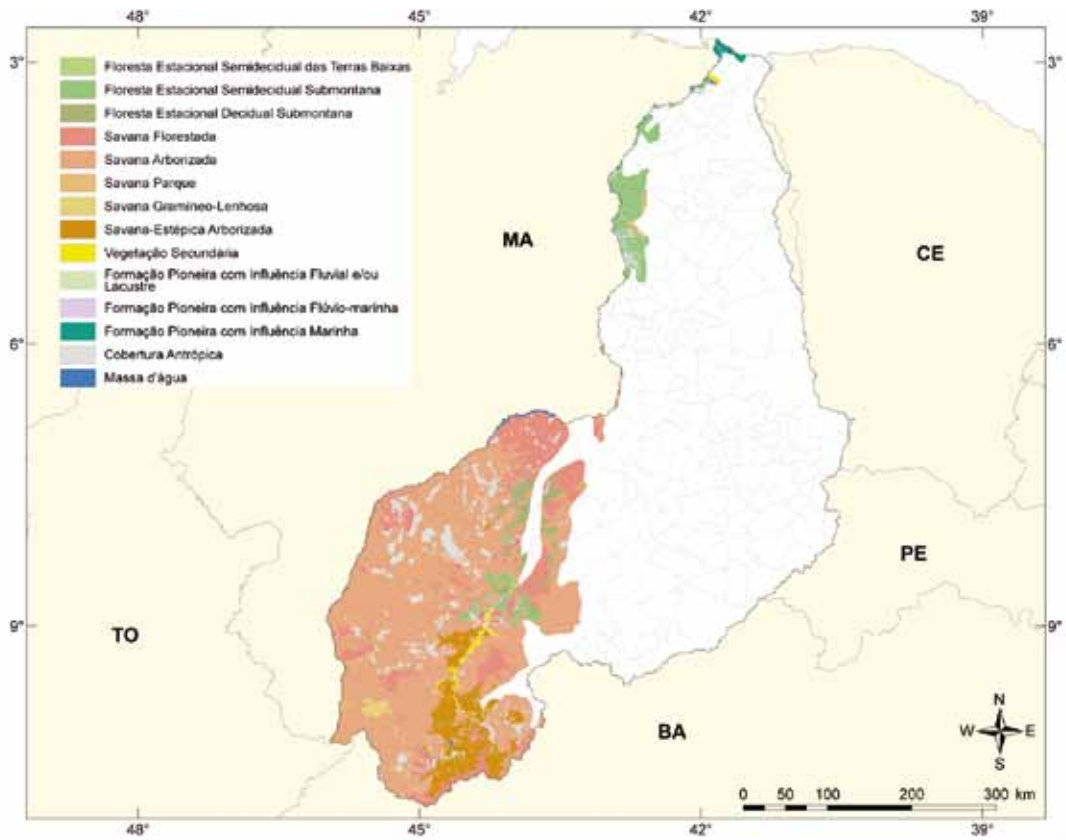 48° 45° 42° 39°
3° 3°
Floresta Estacional Semidecidual das Terras Baixas
Floresta Estacional Semidecidual Submontana
Floresta Estacional Decidual Submontana
Savana Florestada
Savana Arborizada
Savana Parque
Savana Gramíneo-Lenhosa
Savana-Estépica Arborizada
Vegetação Secundária
Formação Pioneira com Influência Fluvial e/ou
Lacustre
Formação Pioneira com Influência Flúvio-marinha
Formação Pioneira com Influência Marinha
Cobertura Antrópica
Massa d'água
MA CE
6° 6°
PE
9° 9°
TO
BA
N
W E
S
0 50 100 200 300 km
48° 45° 42° 39°